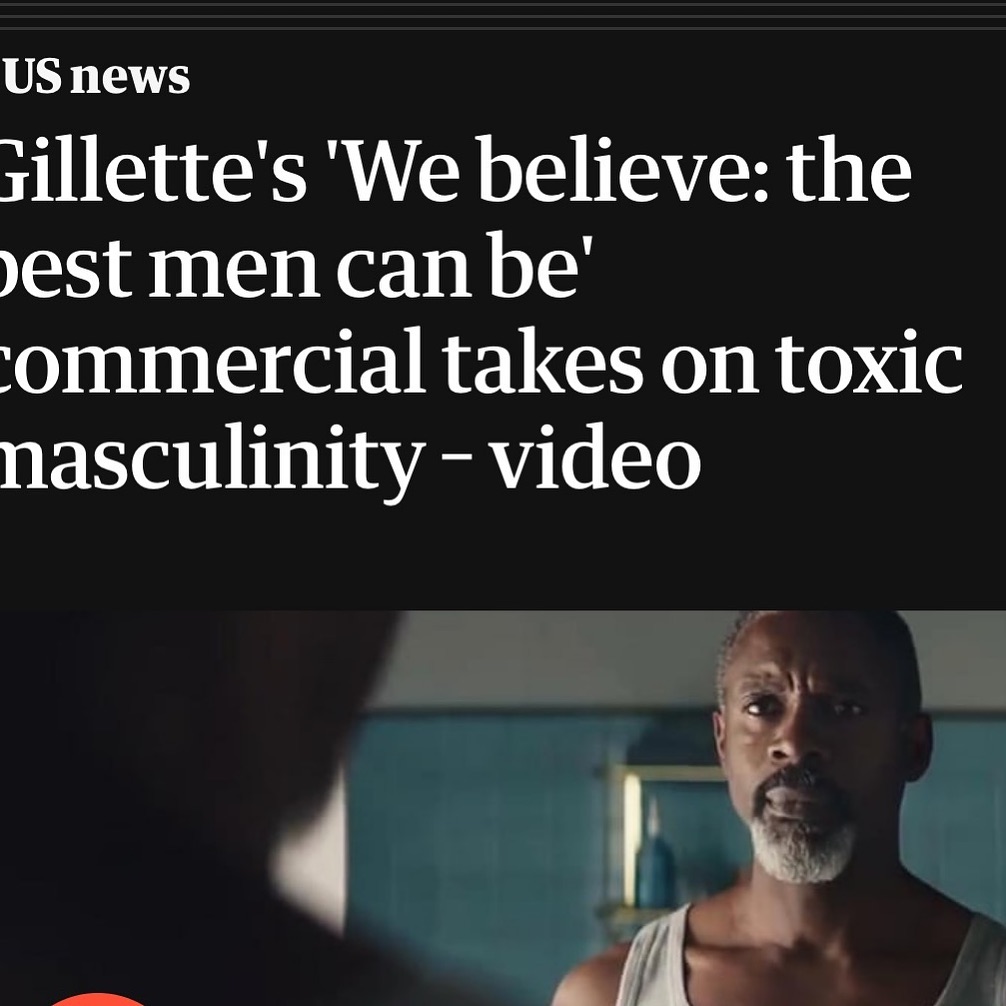 US news
Gillette's 'We believe: the
best men can be'
commercial takes on toxic
masculinity – video